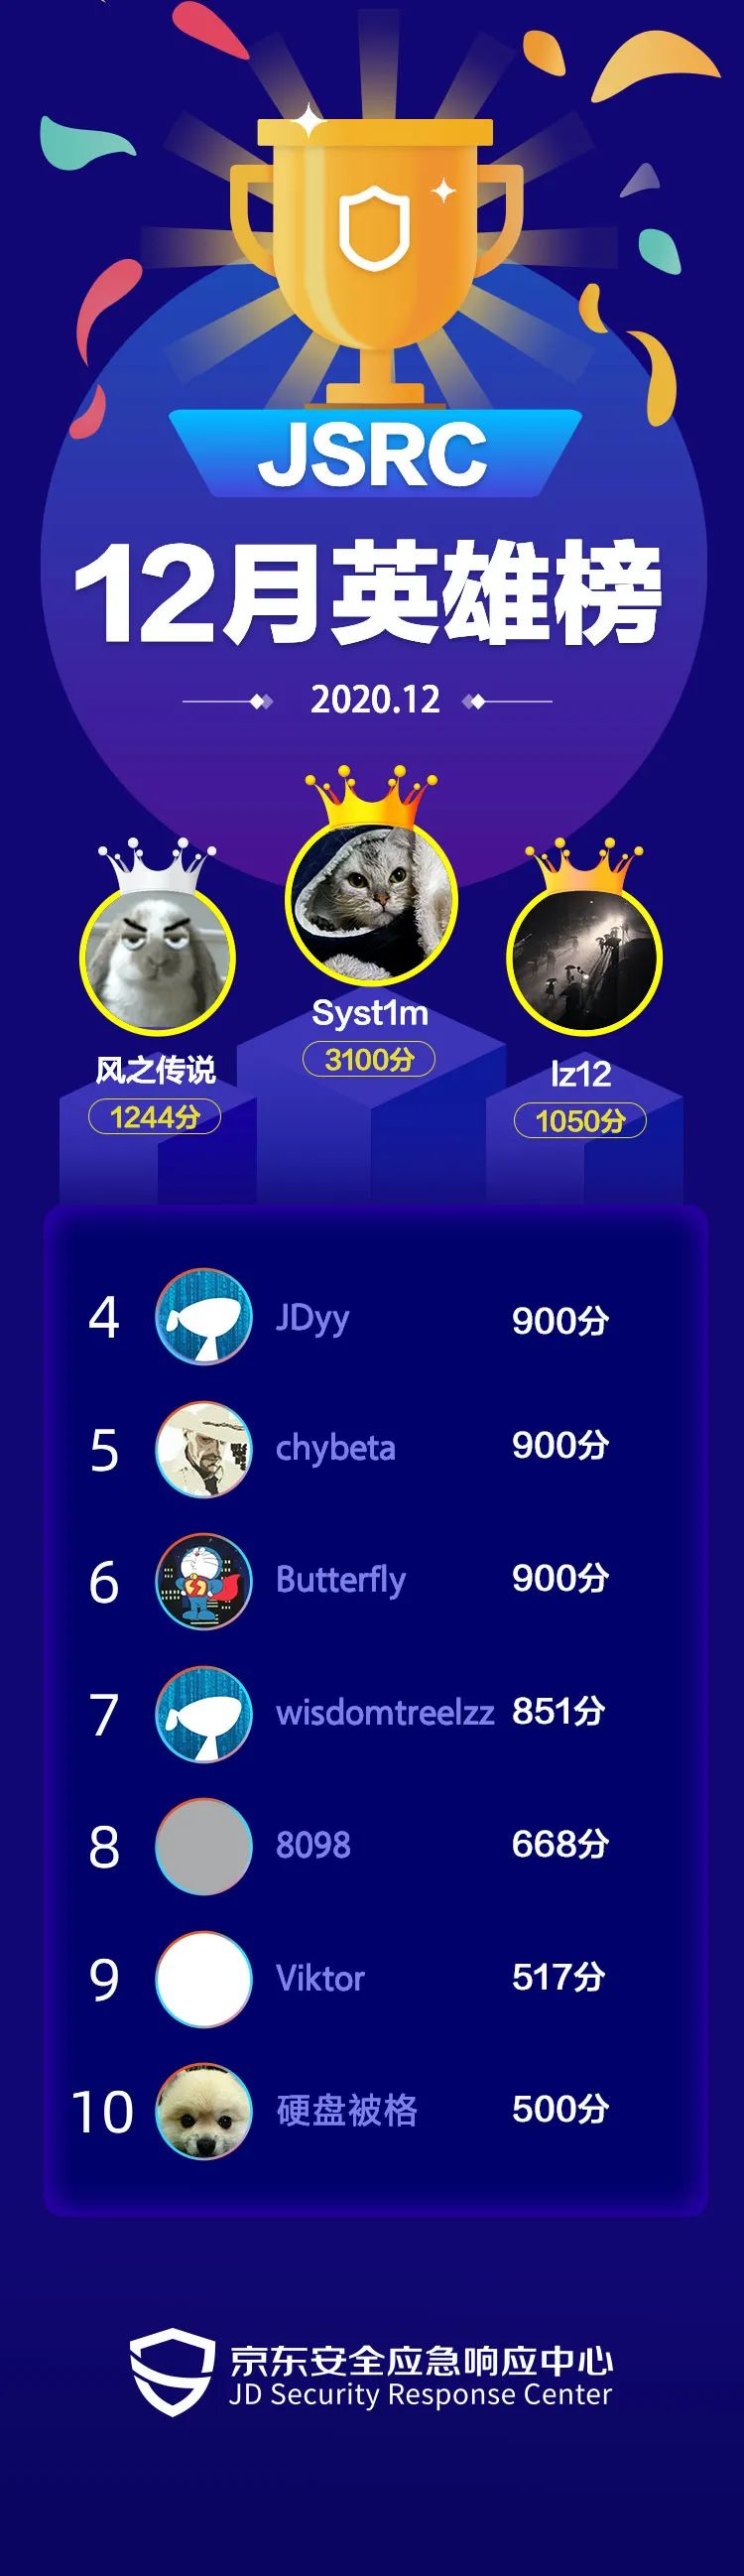 JSRC
12月英雄榜
2020.12
Syst1m
3100分
风之传说
1244分
lz12
1050分
4 JDyy 900分
5 chybeta 900分
6 Butterfly 900分
7 wisdomtreelzz 851分
8 8098 668分
9 Viktor 517分
10 硬盘被格 500分
京东安全应急响应中心
JD Security Response Center